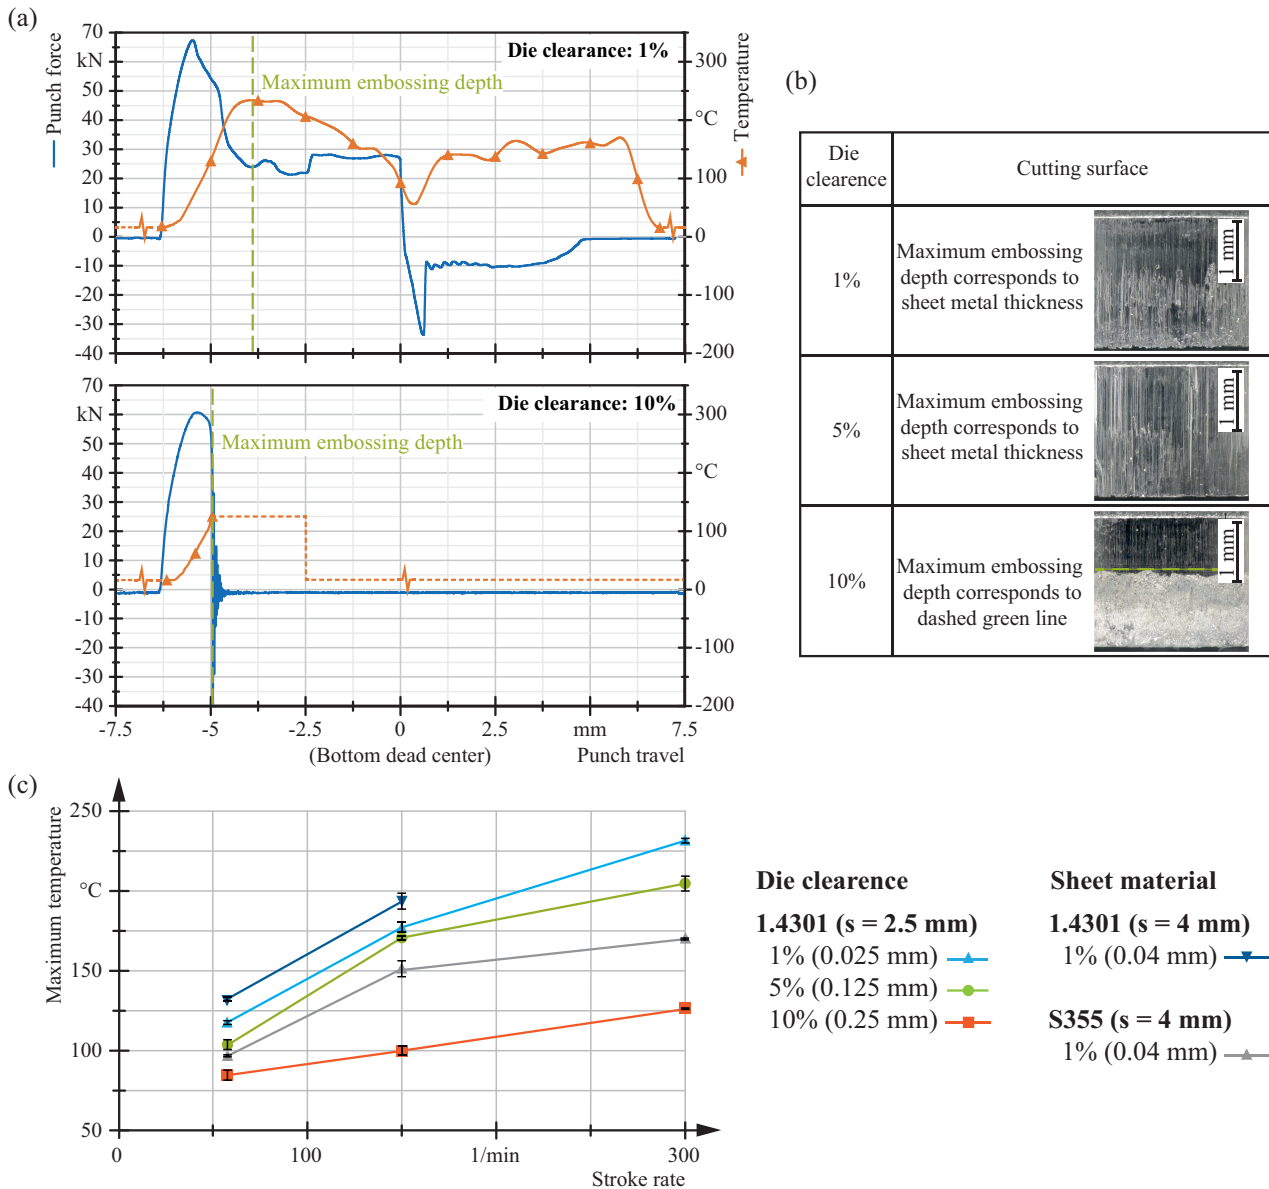 (a)
Punch force
70
kN
50
40
30
20
10
0
-10
-20
-30
-40
Die clearance: 1%
Maximum embossing depth
300
°C
100
0
-100
-200
Temperature
70
kN
50
40
30
20
10
0
-10
-20
-30
-40
Die clearance: 10%
Maximum embossing depth
300
°C
100
0
-100
-200
-7.5 -5 -2.5 0 2.5 mm 7.5
(Bottom dead center) Punch travel
(b)
Die
clearence
Cutting surface
1%
Maximum embossing
depth corresponds to
sheet metal thickness
1 mm
5%
Maximum embossing
depth corresponds to
sheet metal thickness
1 mm
10%
Maximum embossing
depth corresponds to
dashed green line
1 mm
(c)
Maximum temperature
250
°C
150
100
50
0 100 1/min 300
Stroke rate
Die clearence
1.4301 (s = 2.5 mm)
1% (0.025 mm)
5% (0.125 mm)
10% (0.25 mm)
Sheet material
1.4301 (s = 4 mm)
1% (0.04 mm)
S355 (s = 4 mm)
1% (0.04 mm)